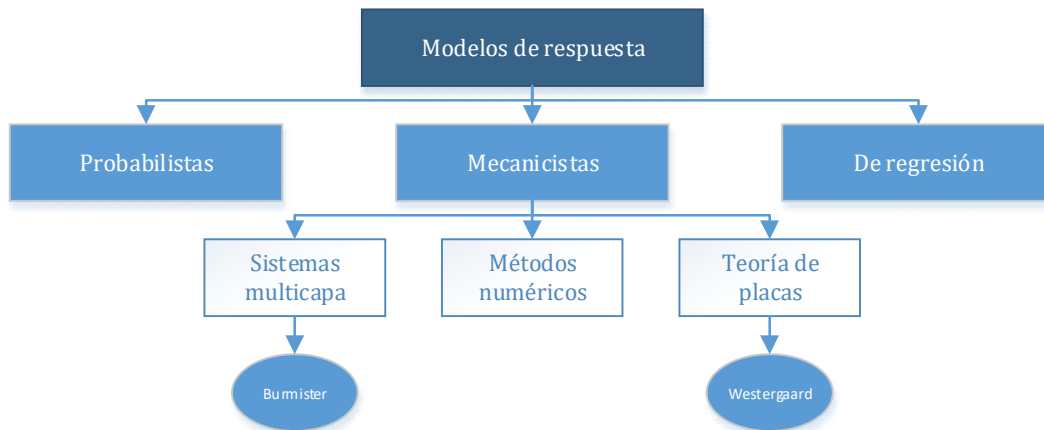 Modelos de respuesta
Probabilistas
Mecanicistas
De regresión
Sistemas
multicapa
Métodos
numéricos
Teoría de
placas
Burmister
Westergaard